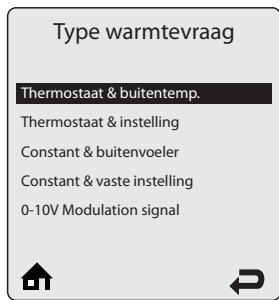 Type warmtevraag
Thermostaat & buitentemp.
Thermostaat & instelling
Constant & buitenvoeler
Constant & vaste instelling
0-10V Modulation signal